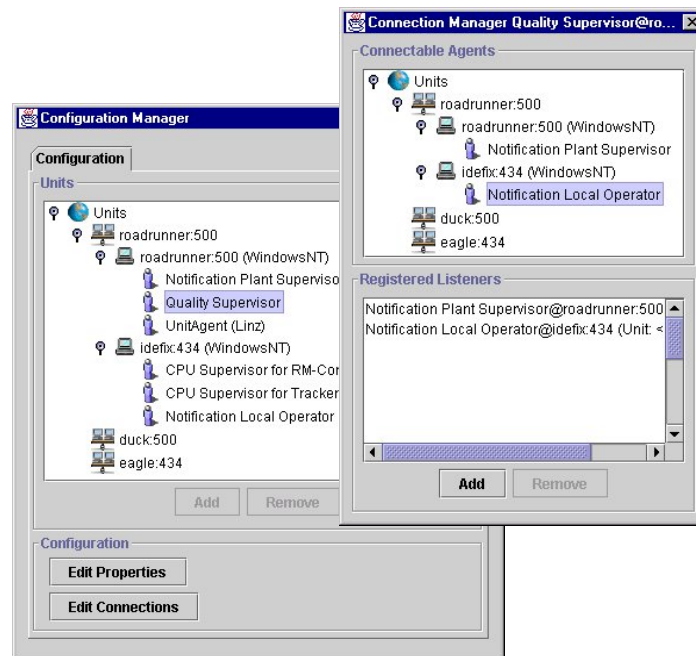 Connection Manager Quality Supervisor@ro...
Connectable Agents
Units
roadrunner:500
roadrunner:500 (WindowsNT)
Notification Plant Supervisor
idefix:434 (WindowsNT)
Notification Local Operator
duck:500
eagle:434
Registered Listeners
Notification Plant Supervisor@roadrunner:500
Notification Local Operator@idefix:434 (Unit: <
Add
Remove
Configuration Manager
Configuration
Units
Units
roadrunner:500
roadrunner:500 (WindowsNT)
Notification Plant Superviso
Quality Supervisor
UnitAgent (Linz)
idefix:434 (WindowsNT)
CPU Supervisor for RM-Cor
CPU Supervisor for Tracker
Notification Local Operator
duck:500
eagle:434
Add
Remove
Configuration
Edit Properties
Edit Connections